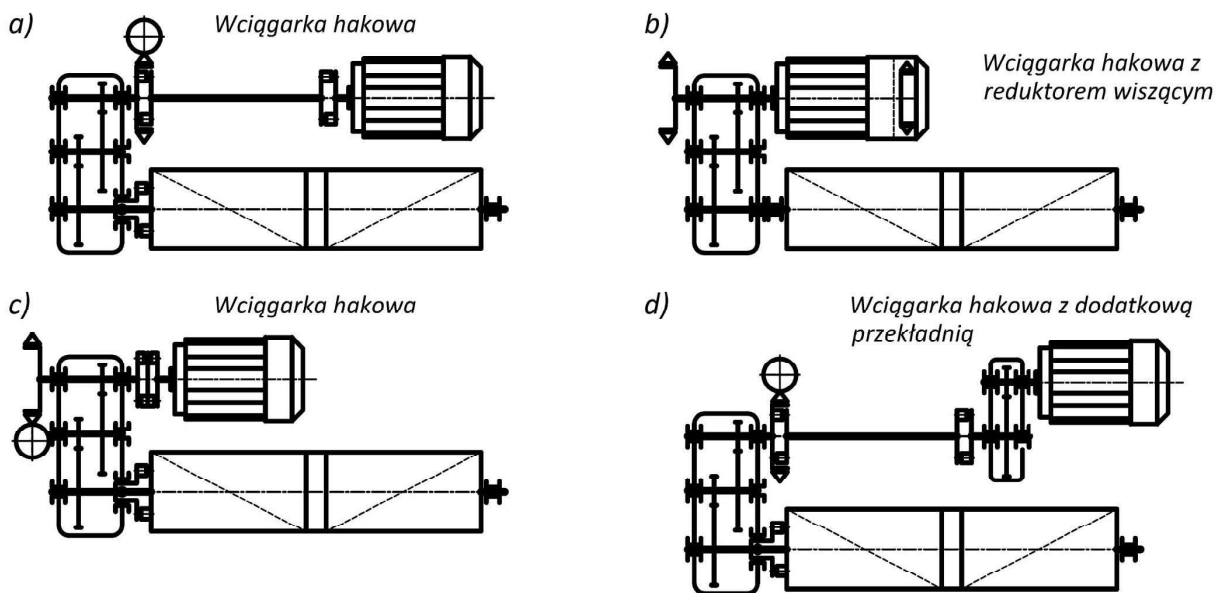 a) Wciągarka hakowa
b) Wciągarka hakowa z
reduktorem wiszącym
c) Wciągarka hakowa
d) Wciągarka hakowa z dodatkową
przekładnią